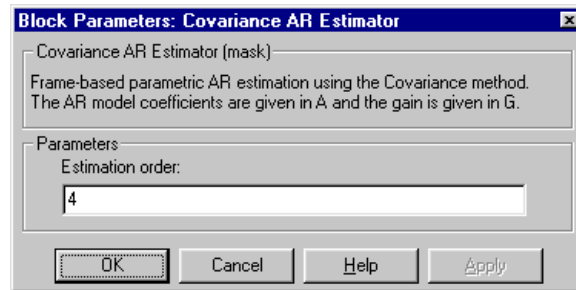 Block Parameters: Covariance AR Estimator
Covariance AR Estimator (mask)
Frame-based parametric AR estimation using the Covariance method.
The AR model coefficients are given in A and the gain is given in G.
Parameters
Estimation order:
4
OK Cancel Help Apply